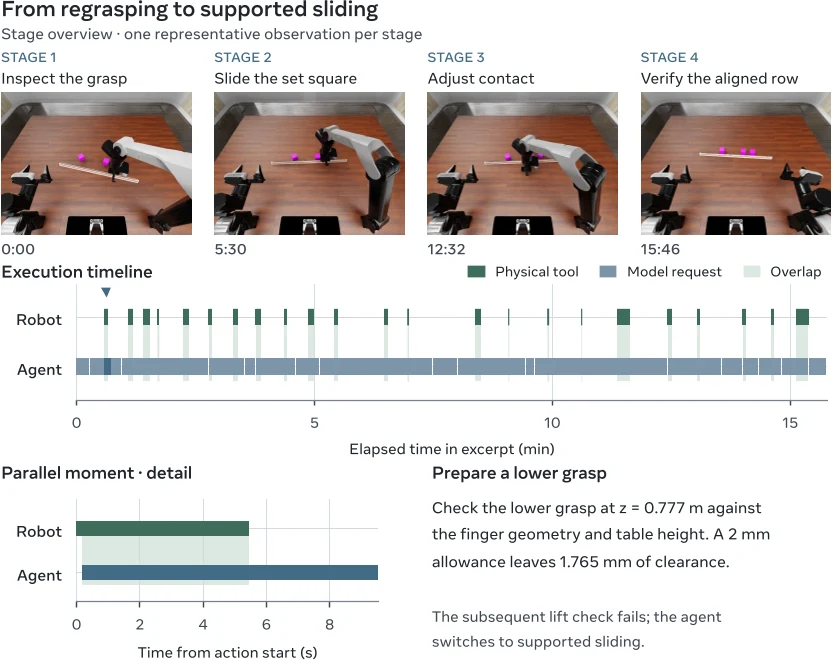 From regrasping to supported sliding
Stage overview · one representative observation per stage
STAGE 1
Inspect the grasp
0:00
STAGE 2
Slide the set square
5:30
STAGE 3
Adjust contact
12:32
STAGE 4
Verify the aligned row
15:46
Execution timeline
Physical tool
Model request
Overlap
Robot
Agent
0 5 10 15
Elapsed time in excerpt (min)
Parallel moment · detail
Robot
Agent
0 2 4 6 8
Time from action start (s)
Prepare a lower grasp
Check the lower grasp at z = 0.777 m against
the finger geometry and table height. A 2 mm
allowance leaves 1.765 mm of clearance.
The subsequent lift check fails; the agent
switches to supported sliding.